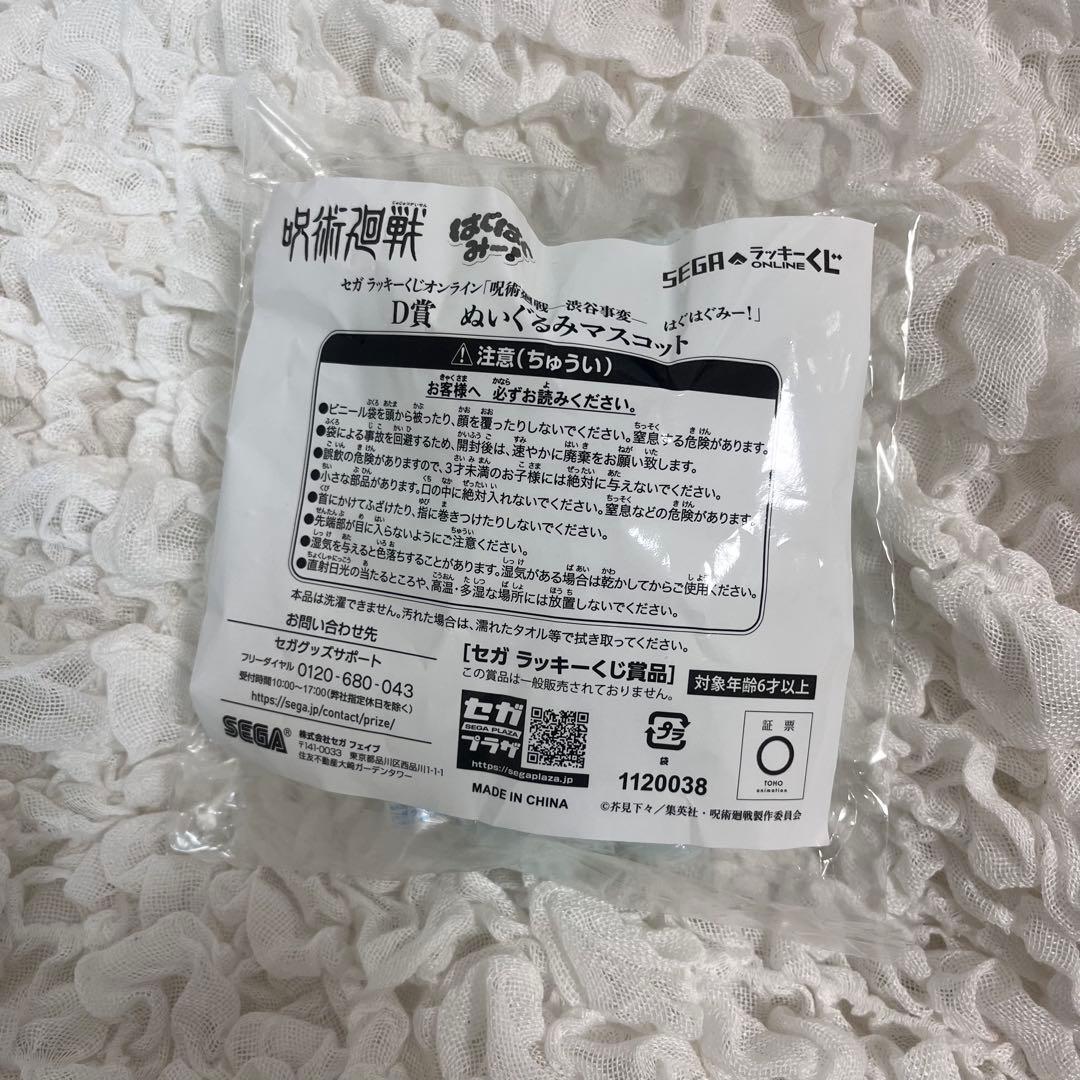 じゅじゅつかいせん
呪術廻戦
はぐはぐみー♪
SEGA ラッキーくじ ONLINE
セガ ラッキーくじオンライン「呪術廻戦 ―渋谷事変― はぐはぐみー!」
D賞 ぬいぐるみマスコット
⚠注意(ちゅうい)
お客様へ 必ずお読みください。
●ビニール袋を頭から被ったり、顔を覆ったりしないでください。窒息する危険があります。
●袋による事故を回避するため、開封後は、速やかに廃棄をお願い致します。
●誤飲の危険がありますので、3才未満のお子様には絶対に与えないでください。
●小さな部品があります。口の中に絶対入れないでください。窒息などの危険があります。
●首にかけてふざけたり、指に巻きつけたりしないでください。
●先端部が目に入らないようにご注意ください。
●湿気を与えると色落ちすることがあります。湿気がある場合は乾かしてからご使用ください。
●直射日光の当たるところや、高温・多湿な場所には放置しないでください。
本品は洗濯できません。汚れた場合は、濡れたタオル等で拭き取ってください。
お問い合わせ先
セガグッズサポート
フリーダイヤル 0120-680-043
受付時間10:00~17:00(弊社指定休日を除く)
https://sega.jp/contact/prize/
SEGA® 株式会社セガ フェイブ
〒141-0033 東京都品川区西品川1-1-1
住友不動産大崎ガーデンタワー
[セガ ラッキーくじ賞品]
この賞品は一般販売されておりません。
対象年齢6才以上
セガ
SEGA PLAZA
プラザ
https://segaplaza.jp
MADE IN CHINA
プラ
袋
1120038
証票
TOHO
animation
©芥見下々/集英社・呪術廻戦製作委員会